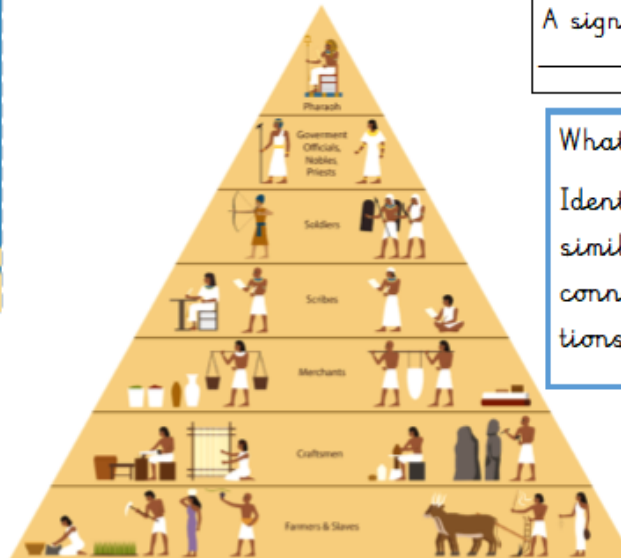 A sign
Pharaoh
Goverment
Officials,
Nobles,
Priests
Soldiers
Scribes
Merchants
Craftsmen
Farmers & Slaves
What
Ident
simil
conn
tions